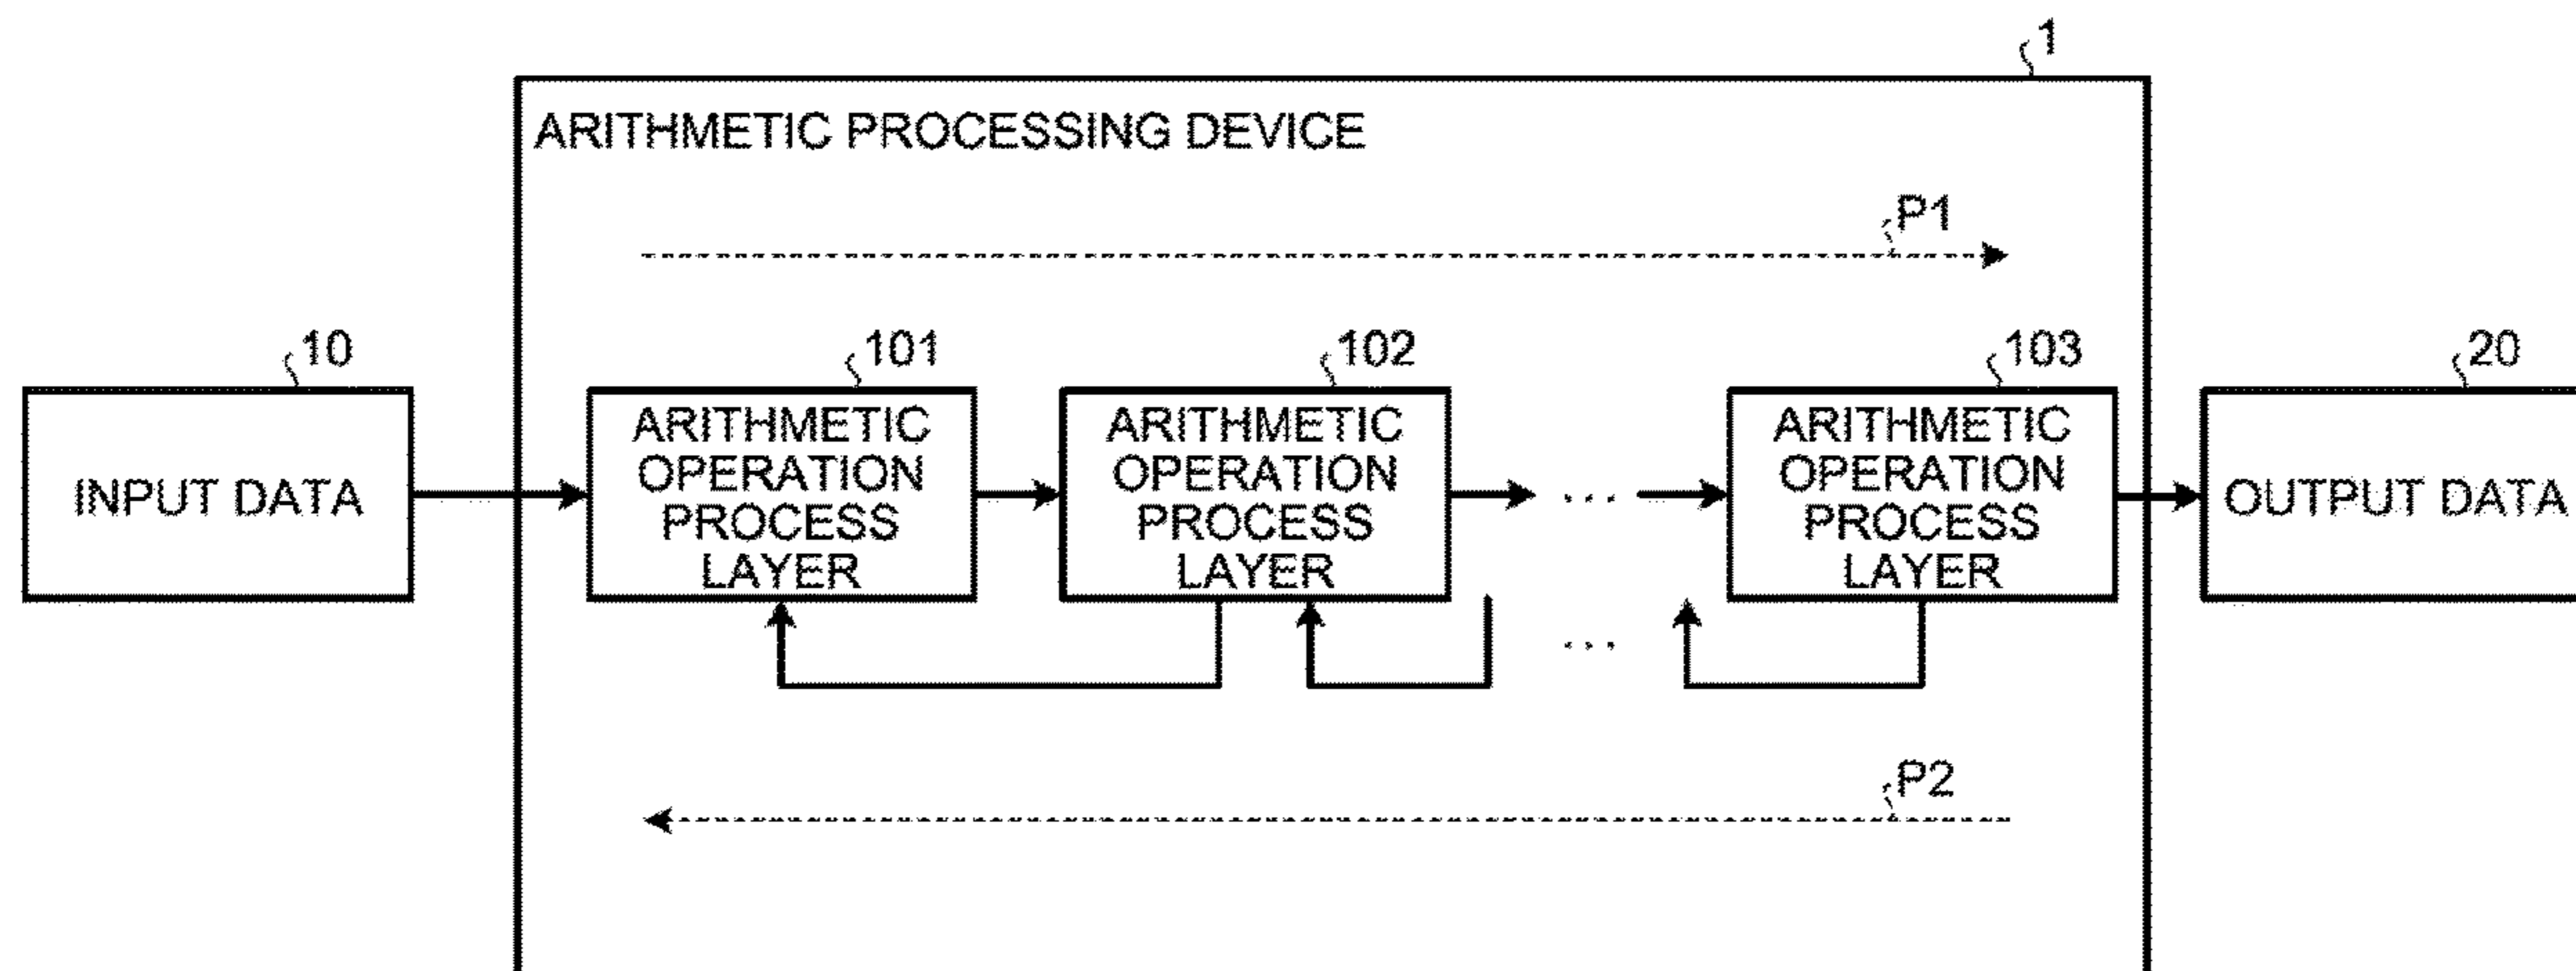 1
ARITHMETIC PROCESSING DEVICE
P1
10
101
102
103
20
INPUT DATA
ARITHMETIC
OPERATION
PROCESS
LAYER
ARITHMETIC
OPERATION
PROCESS
LAYER
...
ARITHMETIC
OPERATION
PROCESS
LAYER
OUTPUT DATA
...
P2